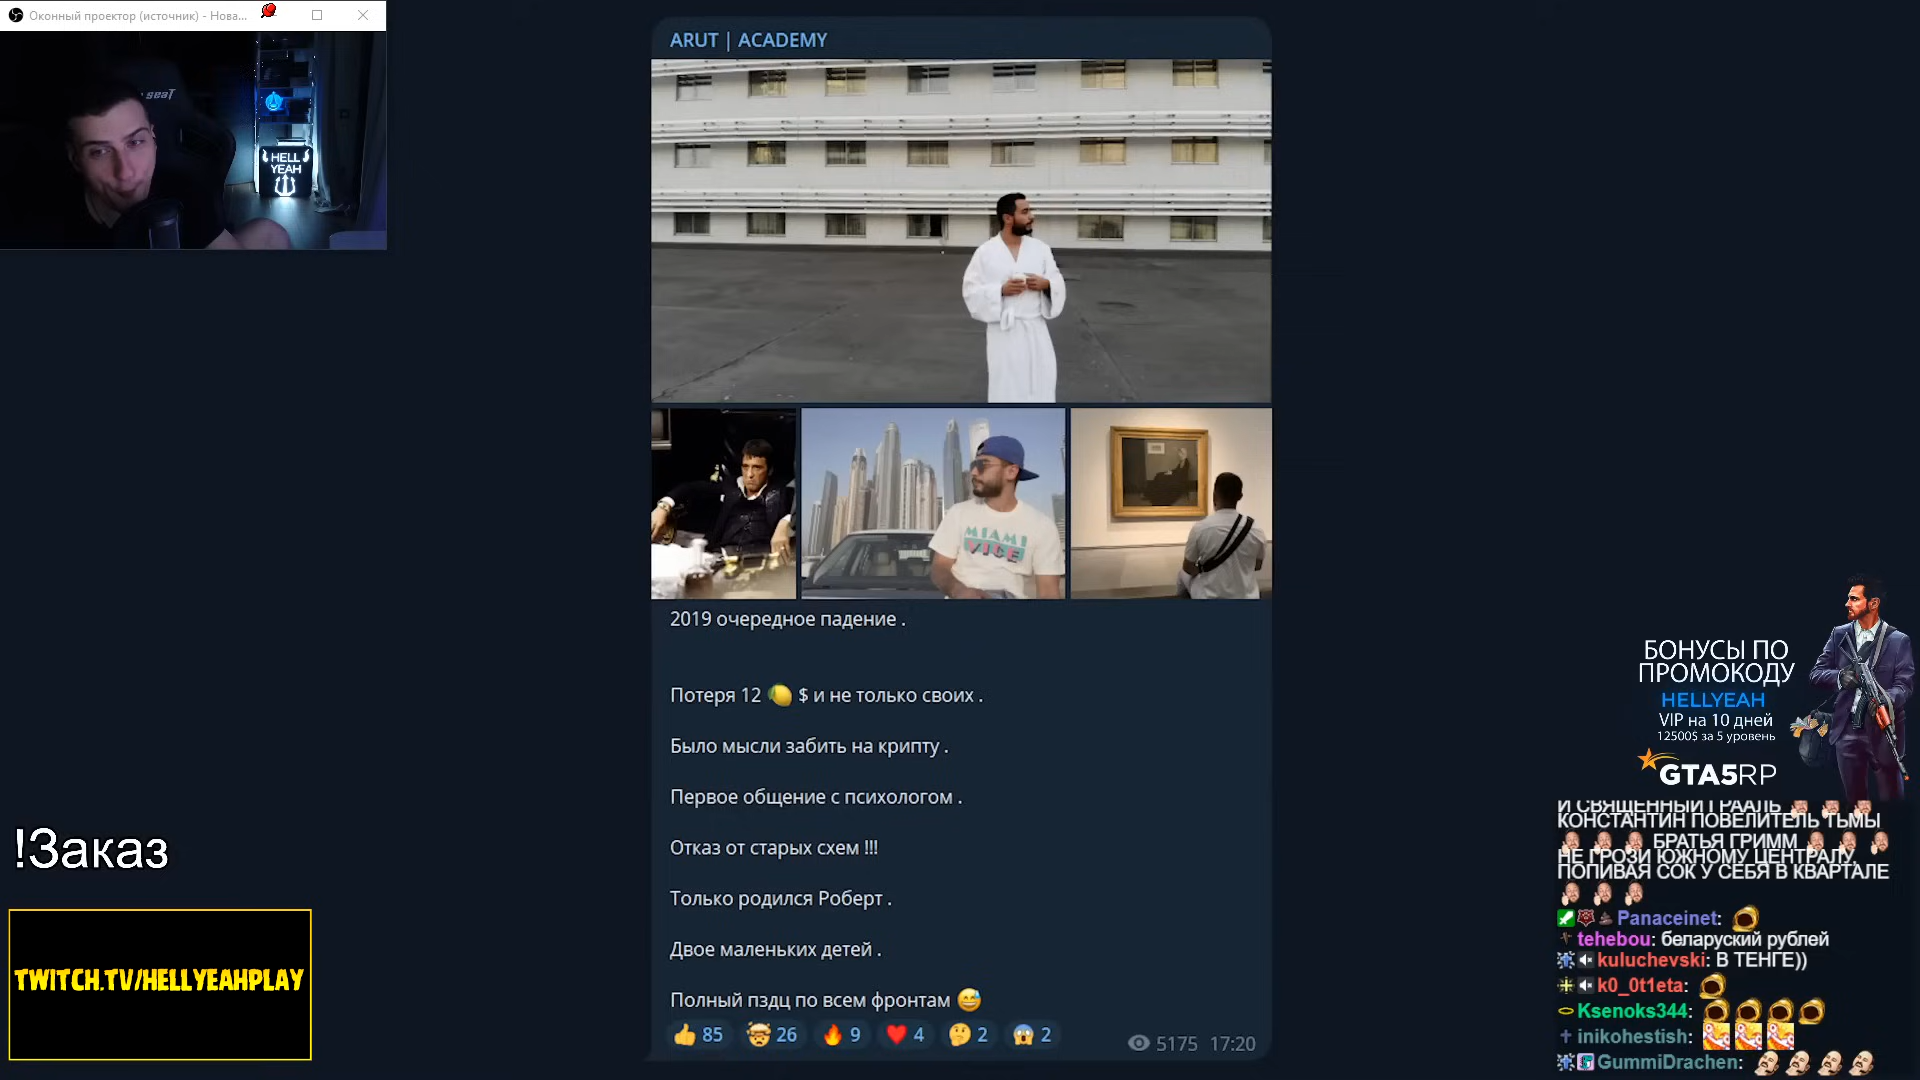 Оконный проектор (источник) - Нова...
seat
HELL
YEAH
ARUT | ACADEMY
MIAMI
VICE
2019 очередное падение .
Потеря 12 🍋 $ и не только своих .
Было мысли забить на крипту .
Первое общение с психологом .
Отказ от старых схем !!!
Только родился Роберт .
Двое маленьких детей .
Полный пздц по всем фронтам 😅
👍 85 🤯 26 🔥 9 ❤️ 4 🤔 2 😱 2
5175 17:20
!Заказ
TWITCH.TV/HELLYEAHPLAY
БОНУСЫ ПО
ПРОМОКОДУ
HELLYEAH
VIP на 10 дней
12500$ за 5 уровень
GTA5RP
И СВЯЩЕННЫЙ ГРААЛЬ
КОНСТАНТИН ПОВЕЛИТЕЛЬ ТЬМЫ
БРАТЬЯ ГРИММ
НЕ ГРОЗИ ЮЖНОМУ ЦЕНТРАЛУ,
ПОПИВАЯ СОК У СЕБЯ В КВАРТАЛЕ
Panaceinet:
tehebou: беларуский рублей
kuluchevski: В ТЕНГЕ))
k0_0t1eta:
Ksenoks344:
inikohestish:
GummiDrachen: